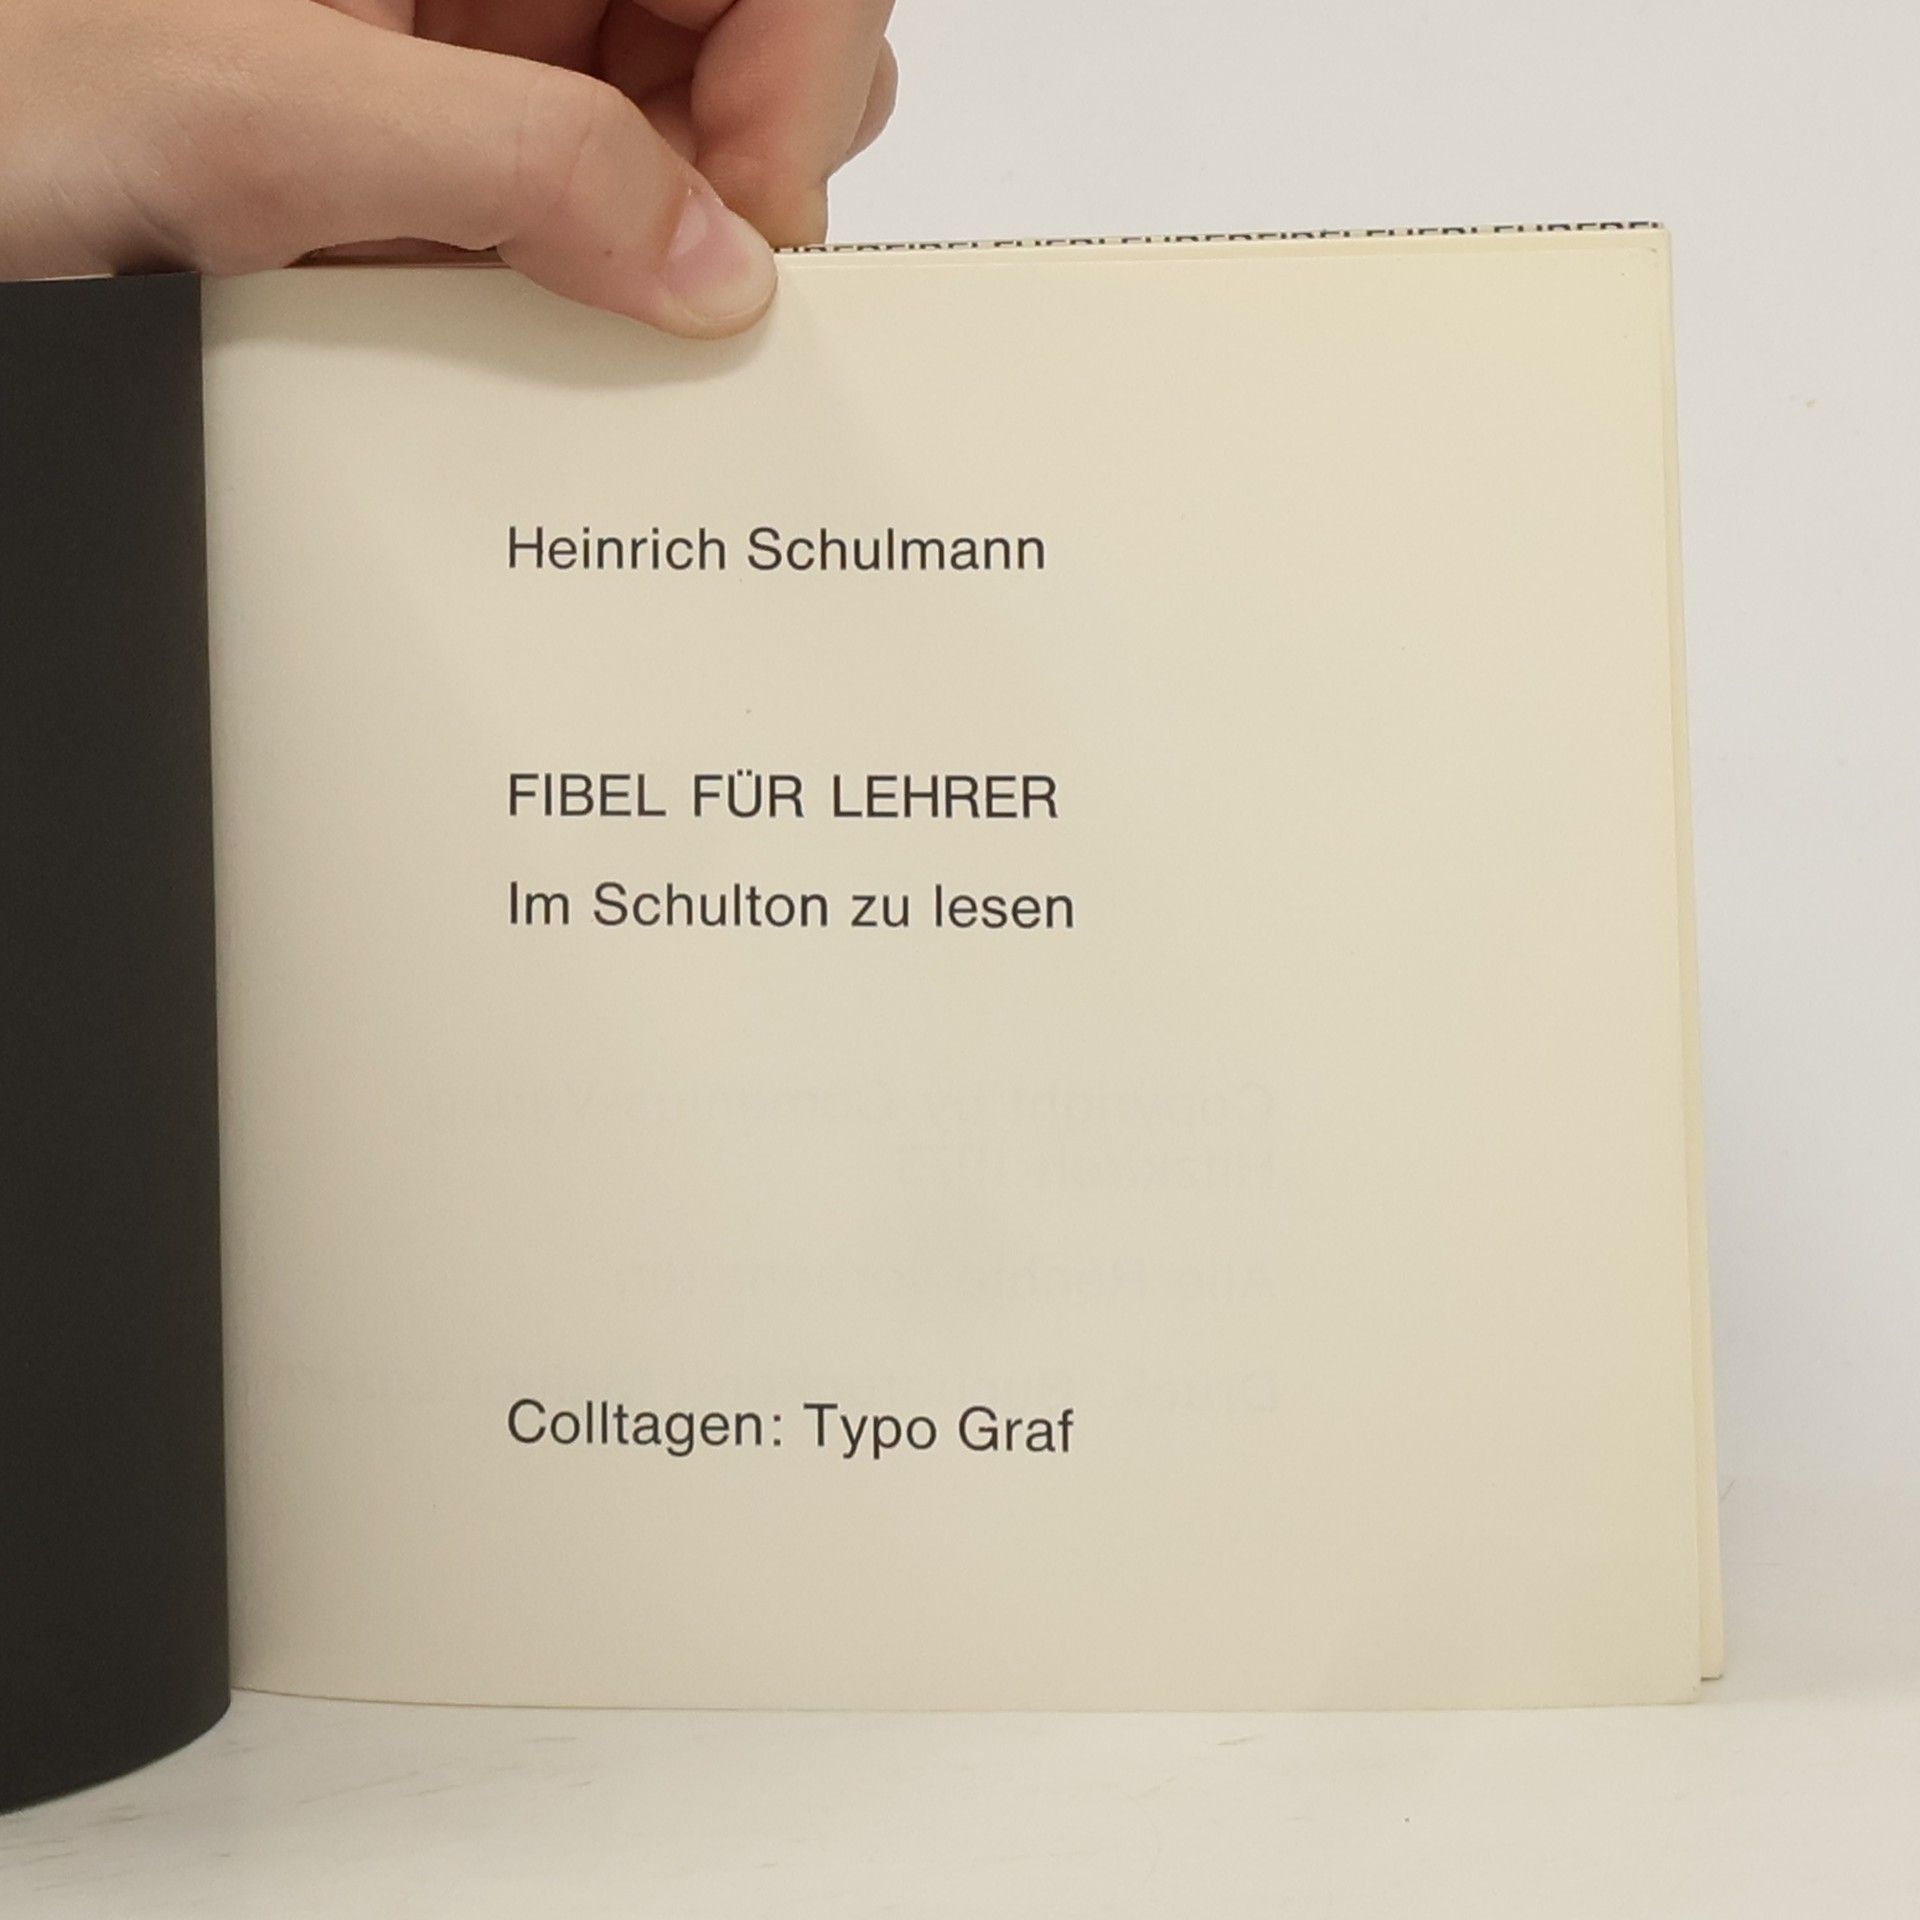 Heinrich Schulmann
FIBEL FÜR LEHRER
Im Schulton zu lesen
Colltagen: Typo Graf